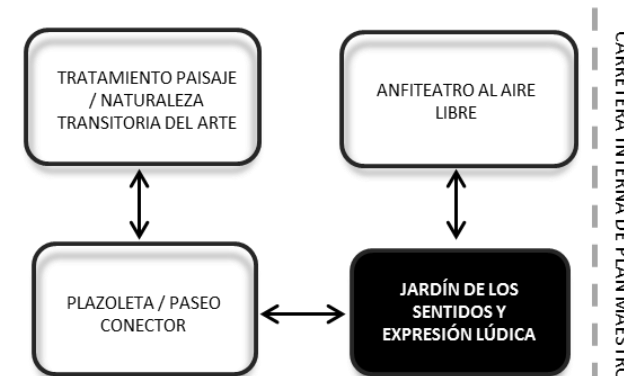 TRATAMIENTO PAISAJE
/ NATURALEZA
TRANSITORIA DEL ARTE
ANFITEATRO AL AIRE
LIBRE
PLAZOLETA / PASEO
CONECTOR
JARDÍN DE LOS
SENTIDOS Y
EXPRESIÓN LÚDICA
CARRETERA INTERNA DE PLAN MAESTRO